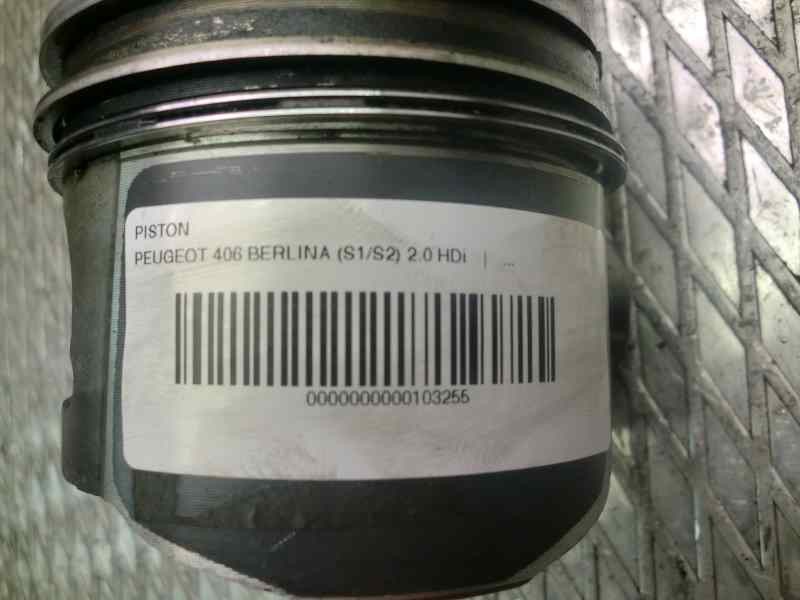 PISTON
PEUGEOT 406 BERLINA (S1/S2) 2.0 HDi | ...
0000000000103255